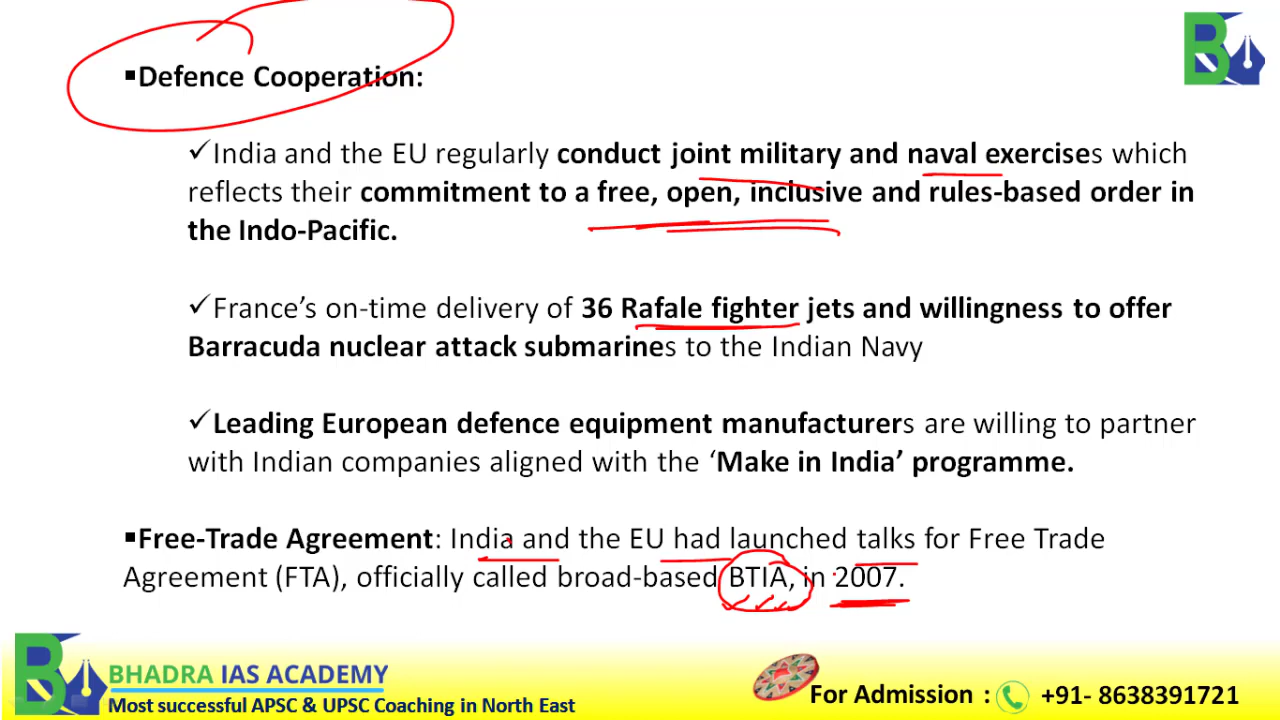 ▪Defence Cooperation:
✓India and the EU regularly conduct joint military and naval exercises which
reflects their commitment to a free, open, inclusive and rules-based order in
the Indo-Pacific.
✓France’s on-time delivery of 36 Rafale fighter jets and willingness to offer
Barracuda nuclear attack submarines to the Indian Navy
✓Leading European defence equipment manufacturers are willing to partner
with Indian companies aligned with the ‘Make in India’ programme.
▪Free-Trade Agreement: India and the EU had launched talks for Free Trade
Agreement (FTA), officially called broad-based BTIA, in 2007.
BHADRA IAS ACADEMY
Most successful APSC & UPSC Coaching in North East
For Admission : +91- 8638391721